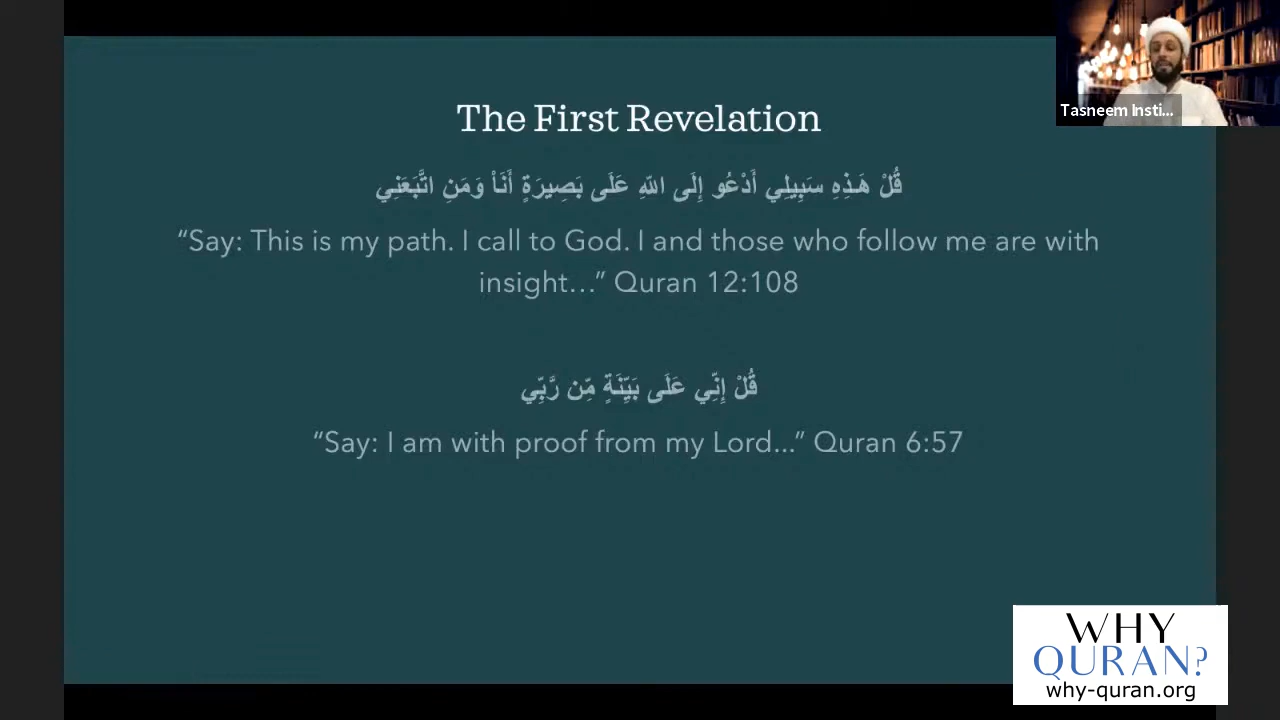 Tasneem Insti...
The First Revelation
قُلْ هَـذِهِ سَبِيلِي أَدْعُو إِلَى اللّهِ عَلَى بَصِيرَةٍ أَنَاْ وَمَنِ اتَّبَعَنِي
“Say: This is my path. I call to God. I and those who follow me are with
insight...” Quran 12:108
قُلْ إِنِّي عَلَى بَيِّنَةٍ مِّن رَّبِّي
“Say: I am with proof from my Lord...” Quran 6:57
WHY
QURAN?
why-quran.org